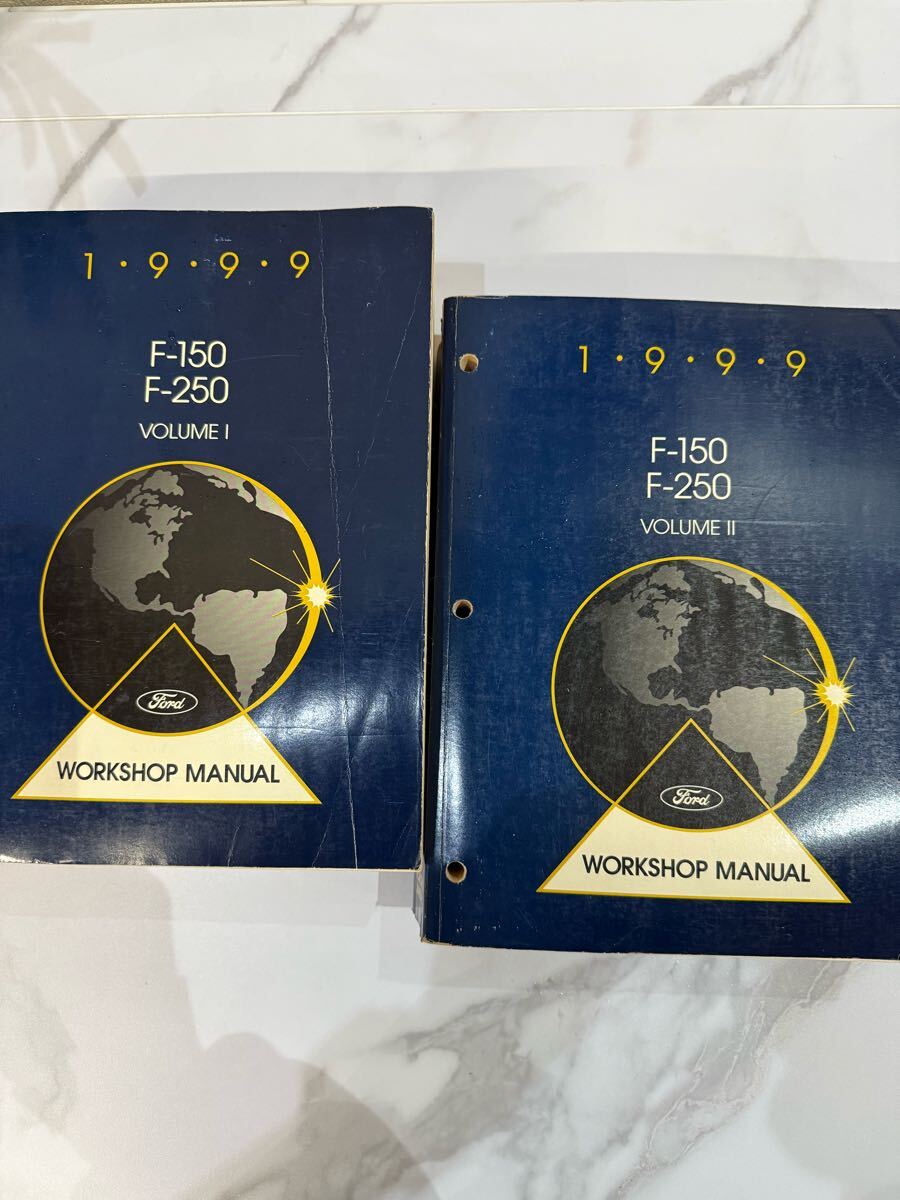 1·9·9·9
F-150
F-250
VOLUME I
Ford
WORKSHOP MANUAL
1·9·9·9
F-150
F-250
VOLUME II
Ford
WORKSHOP MANUAL